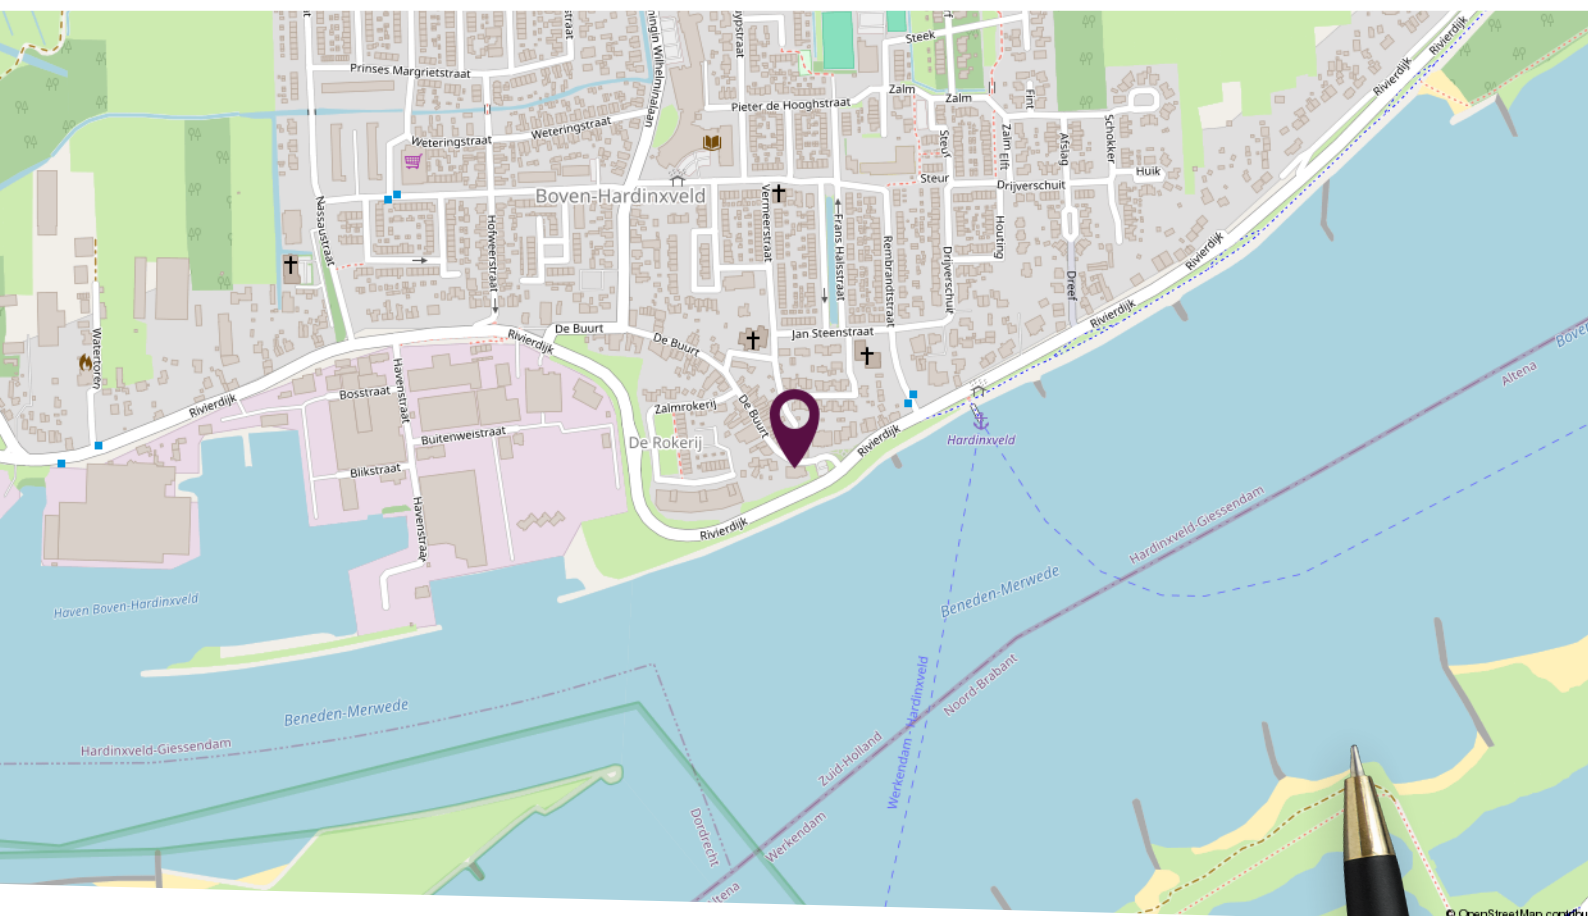 Rivierdijk
Rivierdijk
Steek
Prinses Margrietstraat
Zalm
Zalm
Fint
Pieter de Hooghstraat
Weteringstraat
Weteringstraat
Steur
Zalm Elft
Afslag
Schokker
Huik
Steur
Drijverschuit
Boven-Hardinxveld
Nassaustraat
Hofweerstraat
Vermeerstraat
Frans Halsstraat
Rembrandtstraat
Drijverschuit
Houting
Dreef
Rivierdijk
Rivierdijk
De Buurt
Rivierdijk
De Buurt
Jan Steenstraat
Watertoren
Havenstraat
Bosstraat
Rivierdijk
Zalmrokerij
De Buurt
De Rokerij
Rivierdijk
Hardinxveld
Buitenweistraat
Blikstraat
Havenstraat
Rivierdijk
Altena
Hardinxveld-Giessendam
Beneden-Merwede
Haven Boven-Hardinxveld
Werkendam - Hardinxveld
Noord-Brabant
Zuid-Holland
Beneden-Merwede
Hardinxveld-Giessendam
Dordrecht
Werkendam